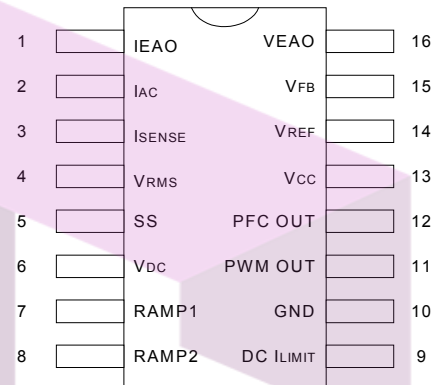 1 IEAO VEAO 16
2 IAC VFB 15
3 ISENSE VREF 14
4 VRMS VCC 13
5 SS PFC OUT 12
6 VDC PWM OUT 11
7 RAMP1 GND 10
8 RAMP2 DC ILIMIT 9